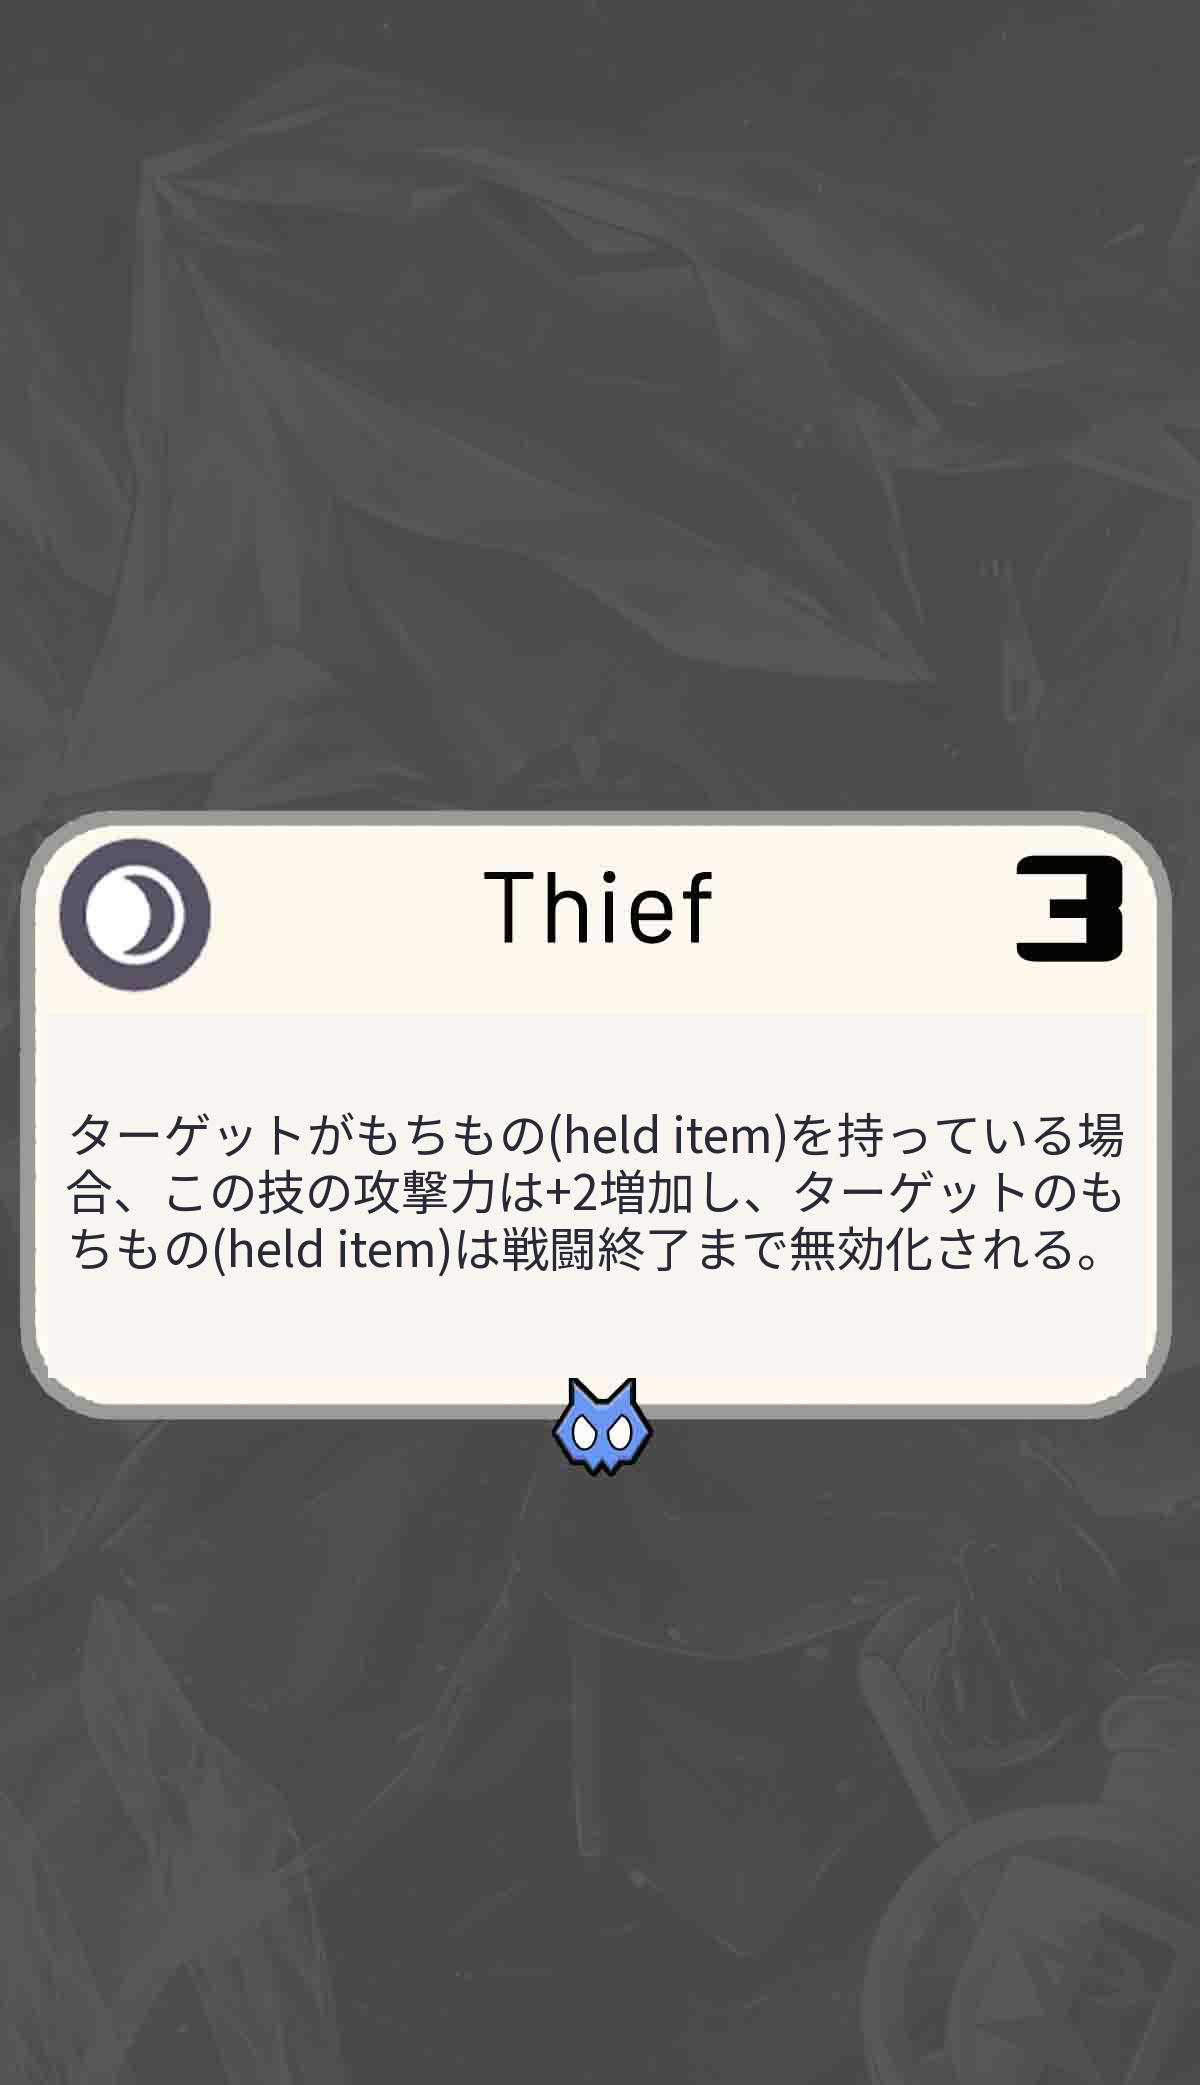 Thief
3
ターゲットがもちもの(held item)を持っている場
合、この技の攻撃力は+2増加し、ターゲットのも
ちもの(held item)は戦闘終了まで無効化される。